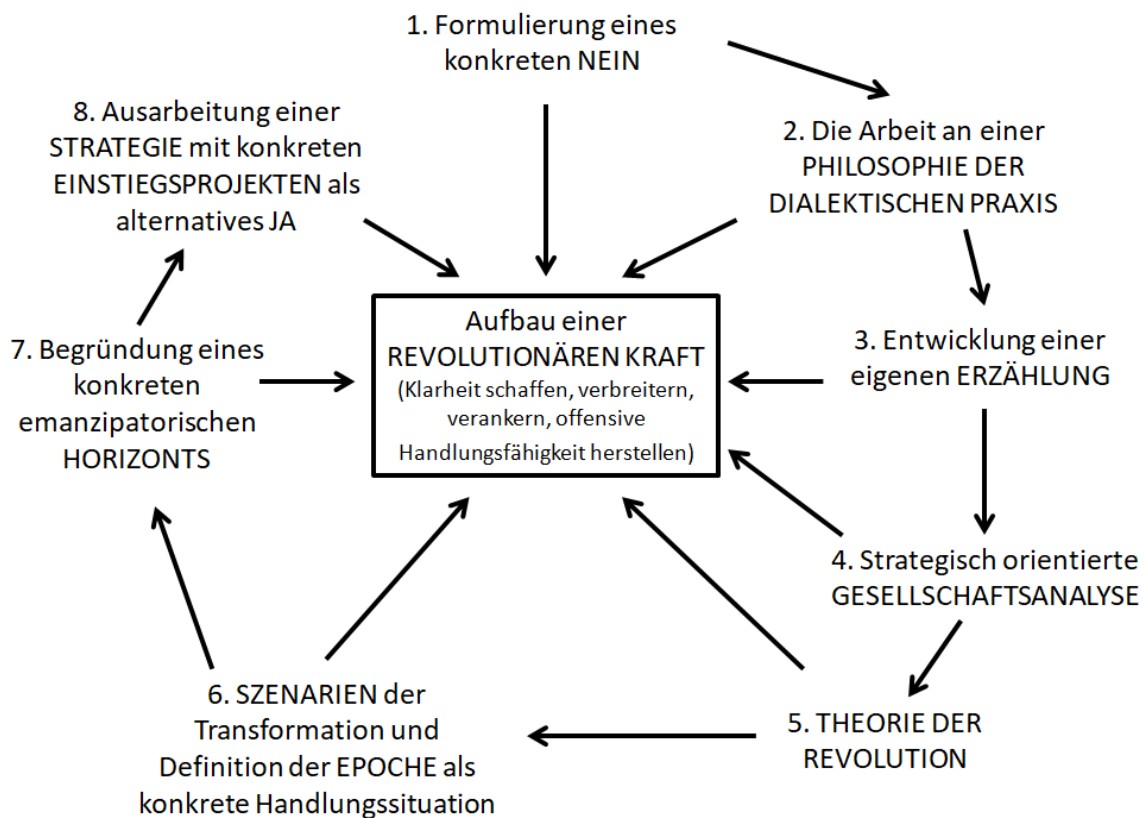 1. Formulierung eines
konkreten NEIN
2. Die Arbeit an einer
PHILOSOPHIE DER
DIALEKTISCHEN PRAXIS
3. Entwicklung einer
eigenen ERZÄHLUNG
4. Strategisch orientierte
GESELLSCHAFTSANALYSE
5. THEORIE DER
REVOLUTION
6. SZENARIEN der
Transformation und
Definition der EPOCHE als
konkrete Handlungssituation
7. Begründung eines
konkreten
emanzipatorischen
HORIZONTS
8. Ausarbeitung einer
STRATEGIE mit konkreten
EINSTIEGSPROJEKTEN als
alternatives JA
Aufbau einer
REVOLUTIONÄREN KRAFT
(Klarheit schaffen, verbreitern,
verankern, offensive
Handlungsfähigkeit herstellen)